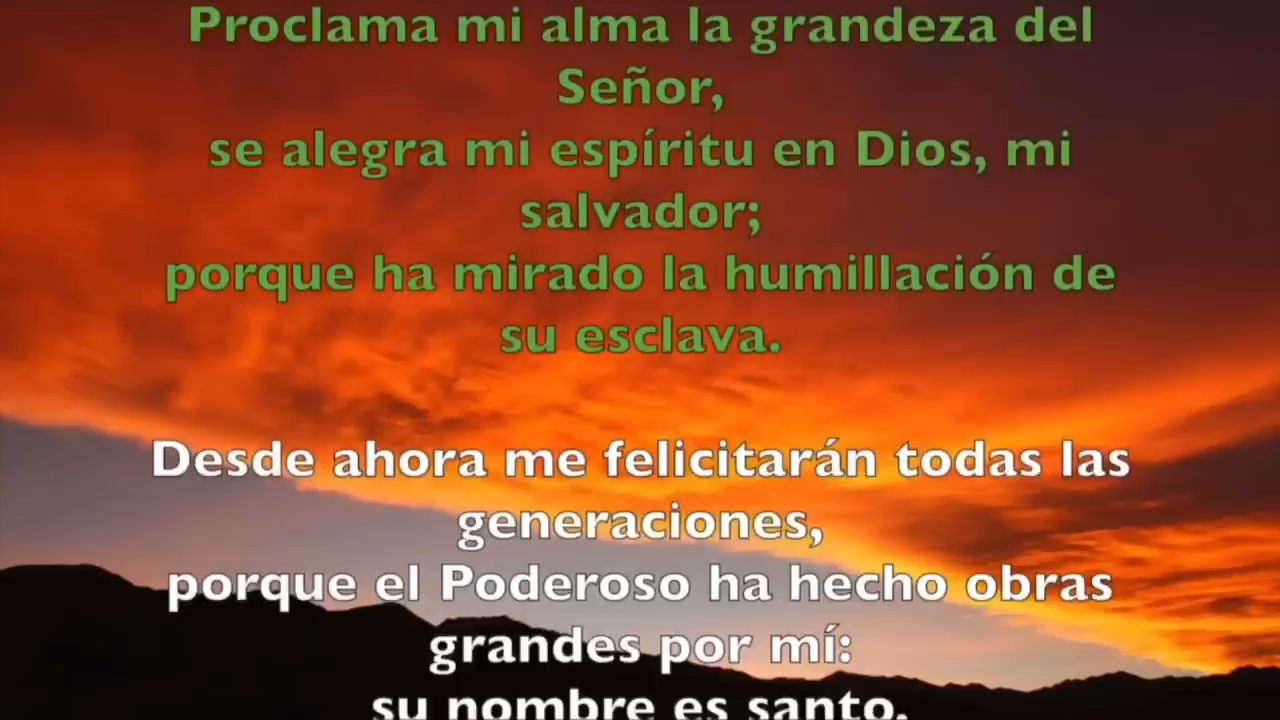 Proclama mi alma la grandeza del
Señor,
se alegra mi espíritu en Dios, mi
salvador;
porque ha mirado la humillación de
su esclava.
Desde ahora me felicitarán todas las
generaciones,
porque el Poderoso ha hecho obras
grandes por mí:
su nombre es santo.